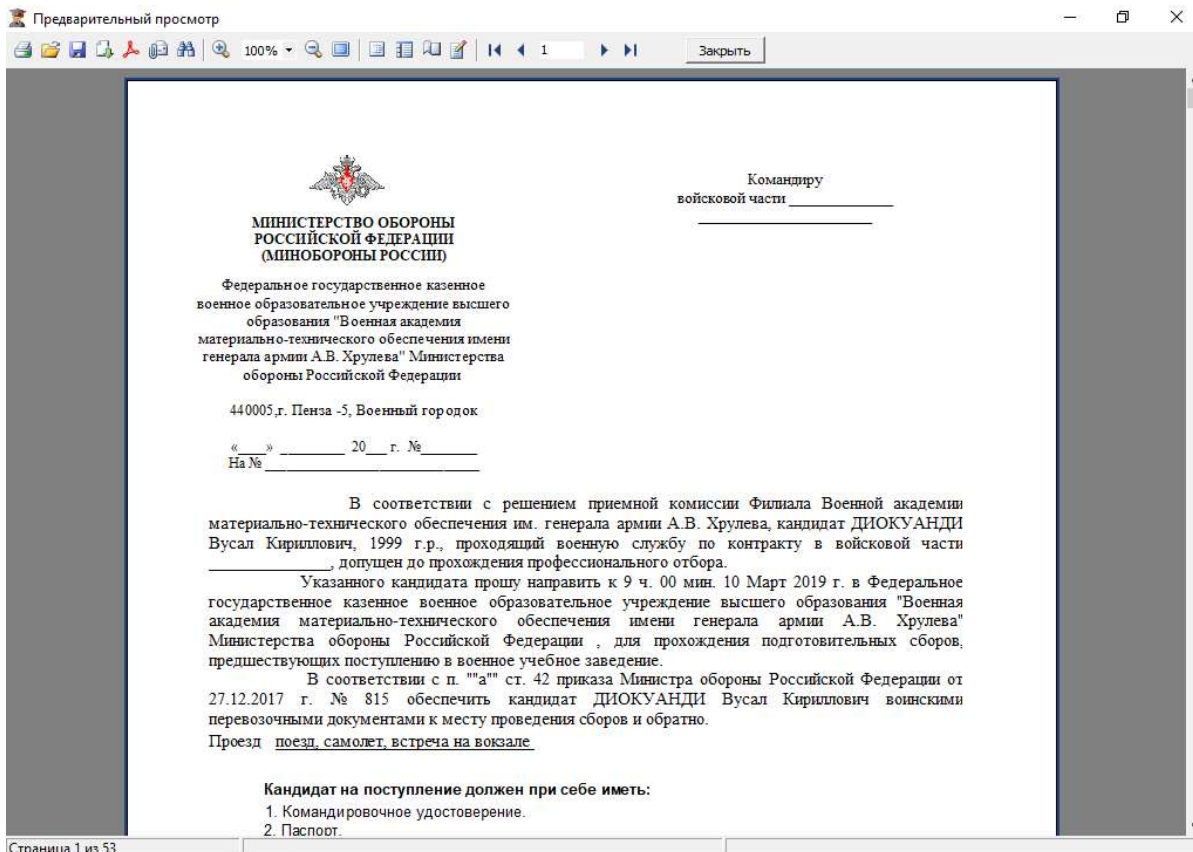 Предварительный просмотр
100%
1
Закрыть
Командиру
войсковой части _______________
_________________________
МИНИСТЕРСТВО ОБОРОНЫ
РОССИЙСКОЙ ФЕДЕРАЦИИ
(МИНОБОРОНЫ РОССИИ)
Федеральное государственное казенное
военное образовательное учреждение высшего
образования "Военная академия
материально-технического обеспечения имени
генерала армии А.В. Хрулева" Министерства
обороны Российской Федерации
440005,г. Пенза -5, Военный городок
«____» _________ 20___ г. №________
На № ______________________________
В соответствии с решением приемной комиссии Филиала Военной академии
материально-технического обеспечения им. генерала армии А.В. Хрулева, кандидат ДИОКУАНДИ
Вусал Кириллович, 1999 г.р., проходящий военную службу по контракту в войсковой части
_________________, допущен до прохождения профессионального отбора.
Указанного кандидата прошу направить к 9 ч. 00 мин. 10 Март 2019 г. в Федеральное
государственное казенное военное образовательное учреждение высшего образования "Военная
академия материально-технического обеспечения имени генерала армии А.В. Хрулева"
Министерства обороны Российской Федерации , для прохождения подготовительных сборов,
предшествующих поступлению в военное учебное заведение.
В соответствии с п. ""а"" ст. 42 приказа Министра обороны Российской Федерации от
27.12.2017 г. № 815 обеспечить кандидат ДИОКУАНДИ Вусал Кириллович воинскими
перевозочными документами к месту проведения сборов и обратно.
Проезд поезд, самолет, встреча на вокзале
Кандидат на поступление должен при себе иметь:
1. Командировочное удостоверение.
2. Паспорт.
Страница 1 из 53